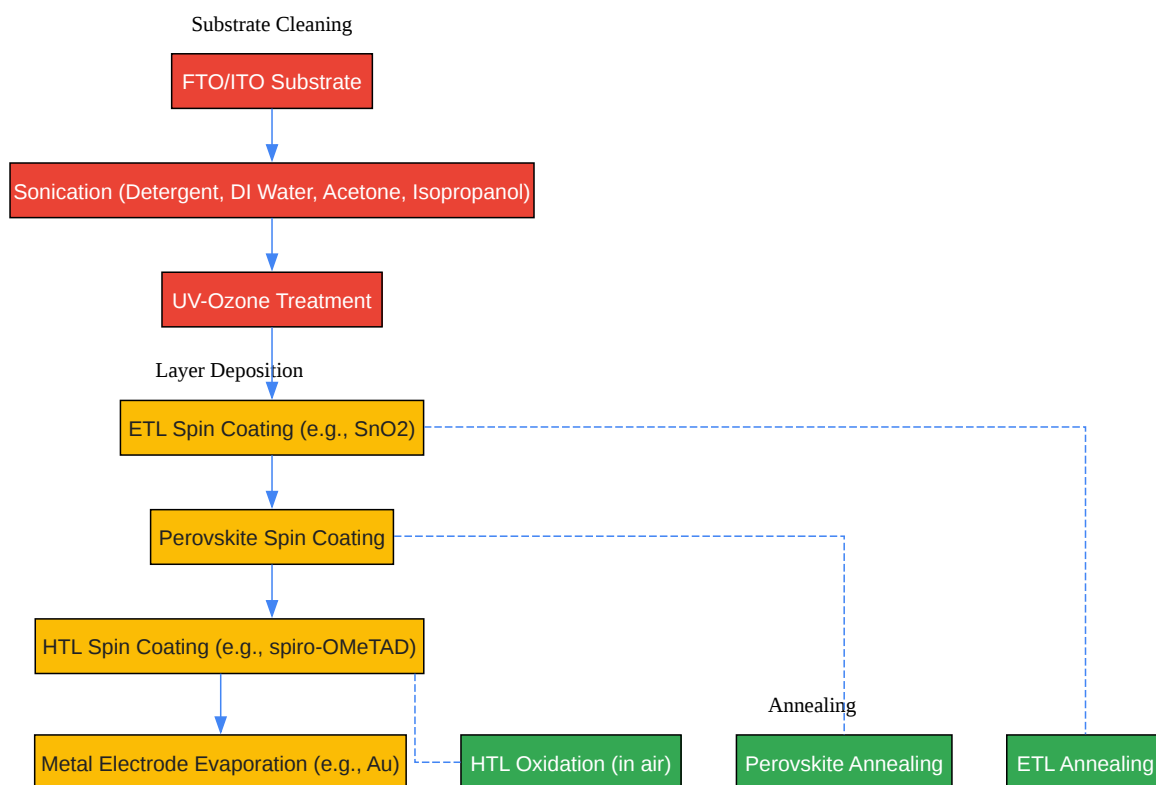 Substrate Cleaning
FTO/ITO Substrate
Sonication (Detergent, DI Water, Acetone, Isopropanol)
UV-Ozone Treatment
Layer Deposition
ETL Spin Coating (e.g., SnO2)
Perovskite Spin Coating
HTL Spin Coating (e.g., spiro-OMeTAD)
Annealing
Metal Electrode Evaporation (e.g., Au)
HTL Oxidation (in air)
Perovskite Annealing
ETL Annealing